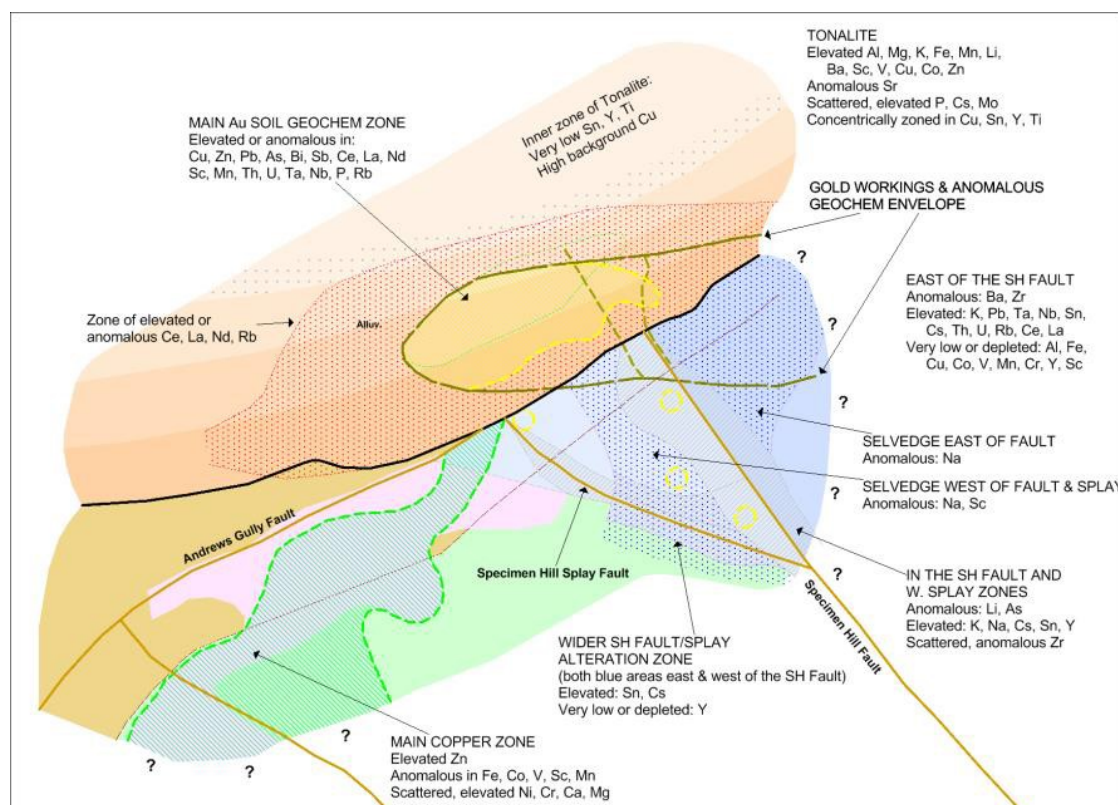 TONALITE
Elevated Al, Mg, K, Fe, Mn, Li,
Ba, Sc, V, Cu, Co, Zn
Anomalous Sr
Scattered, elevated P, Cs, Mo
Concentrically zoned in Cu, Sn, Y, Ti
Inner zone of Tonalite:
Very low Sn, Y, Ti
High background Cu
MAIN Au SOIL GEOCHEM ZONE
Elevated or anomalous in:
Cu, Zn, Pb, As, Bi, Sb, Ce, La, Nd
Sc, Mn, Th, U, Ta, Nb, P, Rb
GOLD WORKINGS & ANOMALOUS
GEOCHEM ENVELOPE
?
EAST OF THE SH FAULT
Anomalous: Ba, Zr
Elevated: K, Pb, Ta, Nb, Sn,
Cs, Th, U, Rb, Ce, La
Very low or depleted: Al, Fe,
Cu, Co, V, Mn, Cr, Y, Sc
Zone of elevated or
anomalous Ce, La, Nd, Rb
Alluv.
?
?
SELVEDGE EAST OF FAULT
Anomalous: Na
SELVEDGE WEST OF FAULT & SPLAY
Anomalous: Na, Sc
?
Andrews Gully Fault
Specimen Hill Splay Fault
?
Specimen Hill Fault
IN THE SH FAULT AND
W. SPLAY ZONES
Anomalous: Li, As
Elevated: K, Na, Cs, Sn, Y
Scattered, anomalous Zr
WIDER SH FAULT/SPLAY
ALTERATION ZONE
(both blue areas east & west of the SH Fault)
Elevated: Sn, Cs
Very low or depleted: Y
MAIN COPPER ZONE
Elevated Zn
Anomalous in Fe, Co, V, Sc, Mn
Scattered, elevated Ni, Cr, Ca, Mg
?
?
?